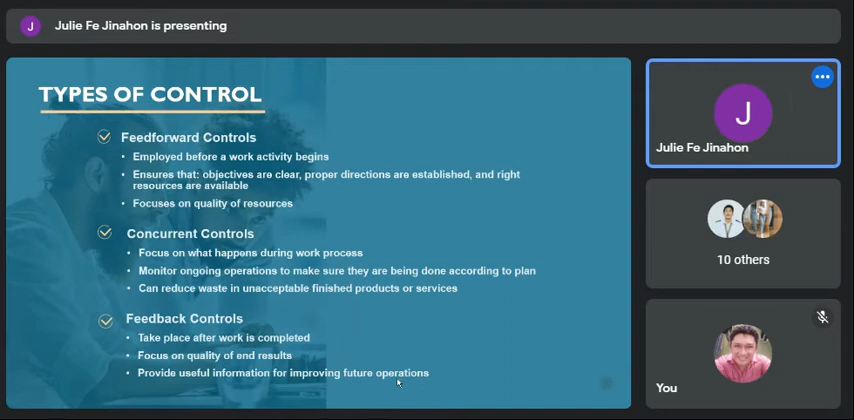 J Julie Fe Jinahon is presenting
TYPES OF CONTROL
Feedforward Controls
• Employed before a work activity begins
• Ensures that: objectives are clear, proper directions are established, and right
resources are available
• Focuses on quality of resources
Concurrent Controls
• Focus on what happens during work process
• Monitor ongoing operations to make sure they are being done according to plan
• Can reduce waste in unacceptable finished products or services
Feedback Controls
• Take place after work is completed
• Focus on quality of end results
• Provide useful information for improving future operations
J
Julie Fe Jinahon
10 others
You